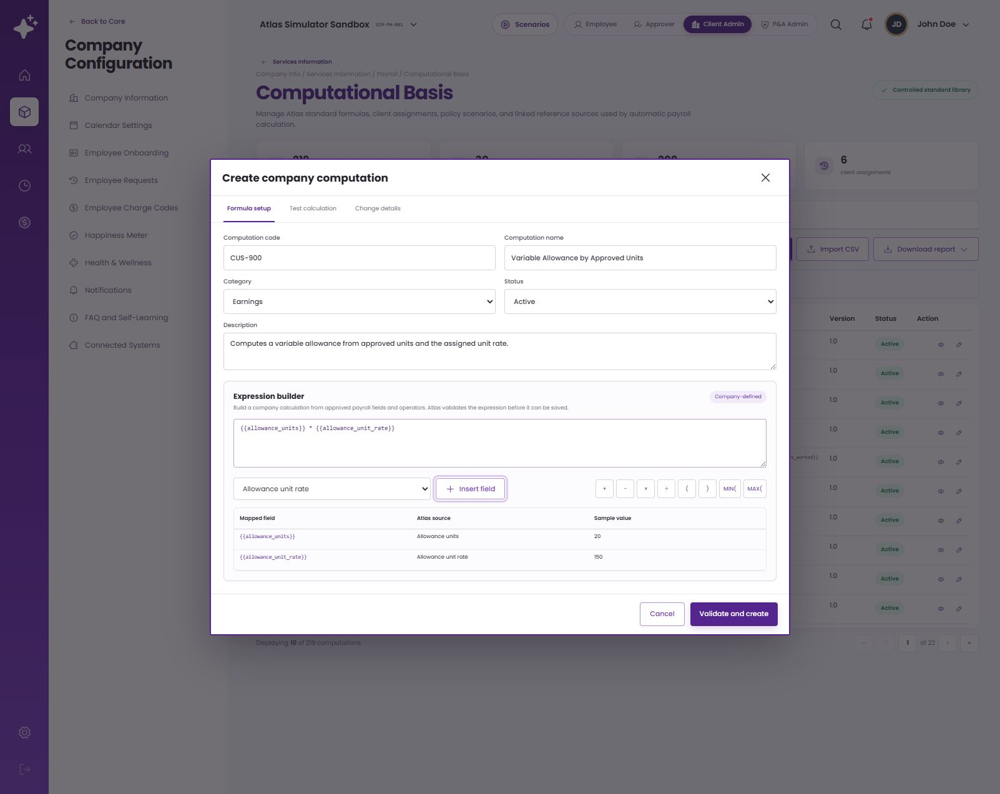 Back to Core
Company
Configuration
Company Information
Calendar Settings
Employee Onboarding
Employee Requests
Employee Charge Codes
Happiness Meter
Health & Wellness
Notifications
FAQ and Self-Learning
Connected Systems
Atlas Simulator Sandbox SIM-PH-001
Scenarios
Employee
Approver
Client Admin
P&A Admin
JD
John Doe
Services Information
Company Info / Services Information / Payroll / Computational Basis
Computational Basis
Controlled standard library
Manage Atlas standard formulas, client assignments, policy scenarios, and linked reference sources used by automatic payroll
calculation.
6
client assignments
Import CSV
Download report
Create company computation
Formula setup
Test calculation
Change details
Computation code
Computation name
CUS-900
Variable Allowance by Approved Units
Category
Status
Earnings
Active
Description
Computes a variable allowance from approved units and the assigned unit rate.
Expression builder
Company-defined
Build a company calculation from approved payroll fields and operators. Atlas validates the expression before it can be saved.
{{allowance_units}} * {{allowance_unit_rate}}
Allowance unit rate
+ Insert field
+ - × ÷ ( ) MIN( MAX(
Mapped field Atlas source Sample value
{{allowance_units}} Allowance units 20
{{allowance_unit_rate}} Allowance unit rate 150
Cancel
Validate and create
Version Status Action
1.0 Active
1.0 Active
1.0 Active
1.0 Active
s_worked}} 1.0 Active
1.0 Active
1.0 Active
1.0 Active
1.0 Active
1.0 Active
Displaying 10 of 219 computations
« ‹ 1 of 22 › »